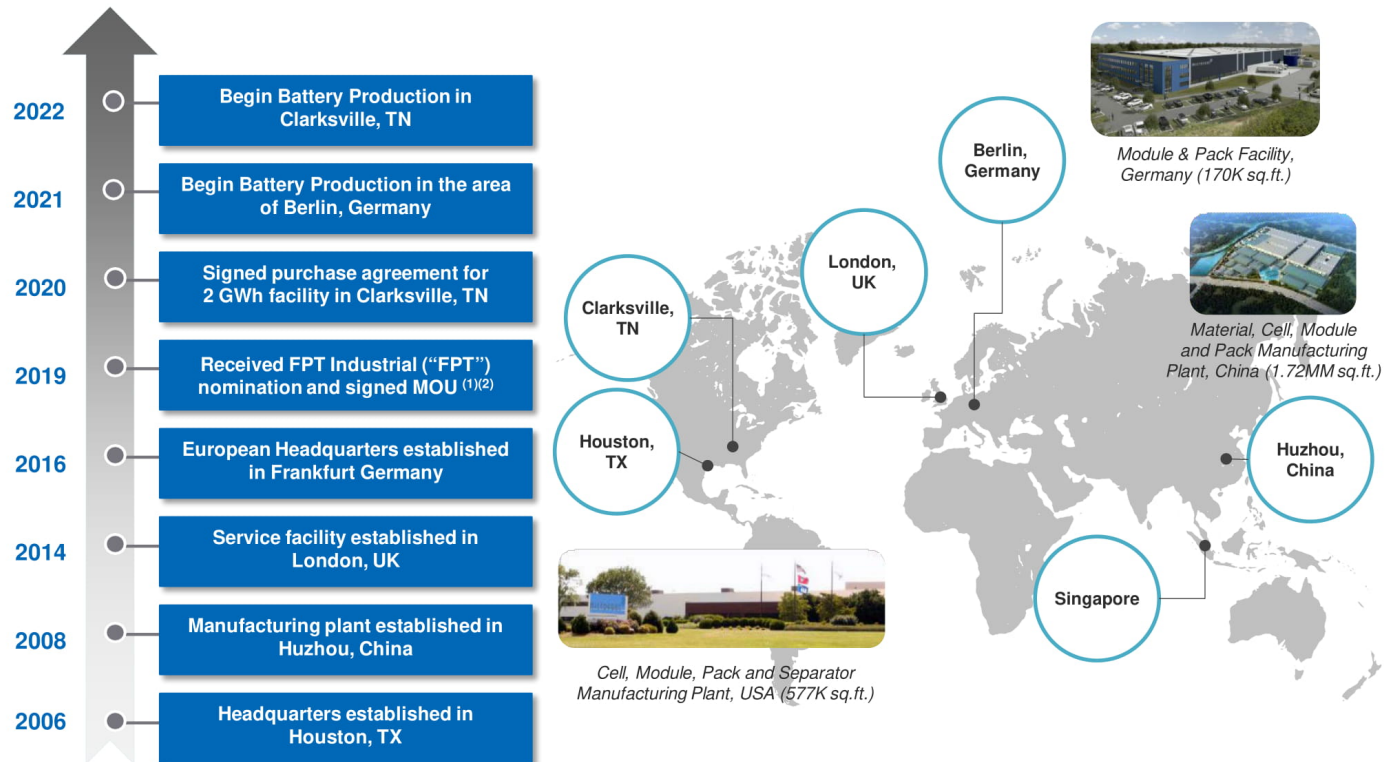 2022
Begin Battery Production in
Clarksville, TN
2021
Begin Battery Production in the area
of Berlin, Germany
2020
Signed purchase agreement for
2 GWh facility in Clarksville, TN
2019
Received FPT Industrial (“FPT”)
nomination and signed MOU (1)(2)
2016
European Headquarters established
in Frankfurt Germany
2014
Service facility established in
London, UK
2008
Manufacturing plant established in
Huzhou, China
2006
Headquarters established in
Houston, TX
Clarksville,
TN
Houston,
TX
London,
UK
Berlin,
Germany
Huzhou,
China
Singapore
Module & Pack Facility,
Germany (170K sq.ft.)
Material, Cell, Module
and Pack Manufacturing
Plant, China (1.72MM sq.ft.)
Cell, Module, Pack and Separator
Manufacturing Plant, USA (577K sq.ft.)